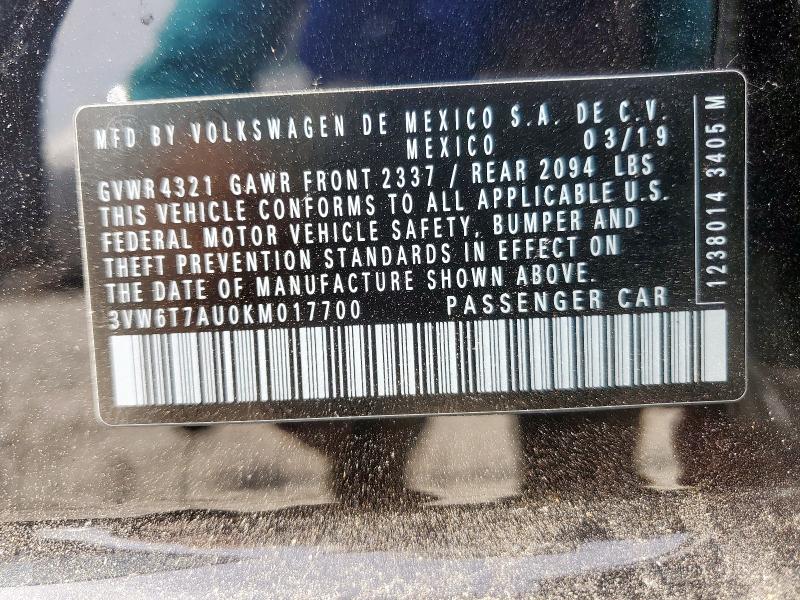 MFD BY VOLKSWAGEN DE MEXICO S.A. DE C.V.
MEXICO 03/19
GVWR4321 GAWR FRONT 2337 / REAR 2094 LBS
THIS VEHICLE CONFORMS TO ALL APPLICABLE U.S.
FEDERAL MOTOR VEHICLE SAFETY, BUMPER AND
THEFT PREVENTION STANDARDS IN EFFECT ON
THE DATE OF MANUFACTURE SHOWN ABOVE.
3VW6T7AU0KM017700 PASSENGER CAR
1238014 3405 M